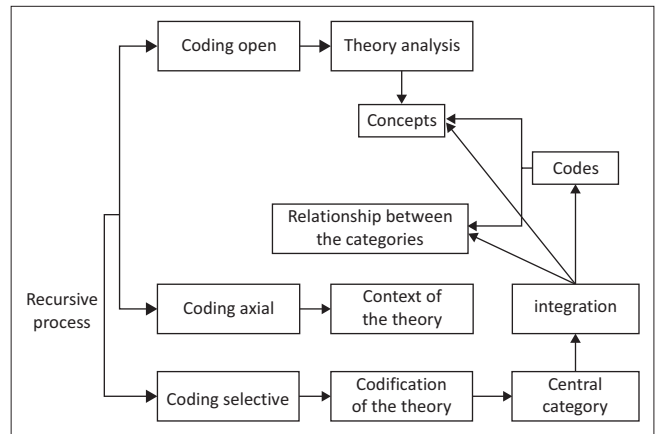 Coding open
Theory analysis
Concepts
Codes
Relationship between
the categories
Recursive
process
Coding axial
Context of
the theory
integration
Coding selective
Codification
of the theory
Central
category